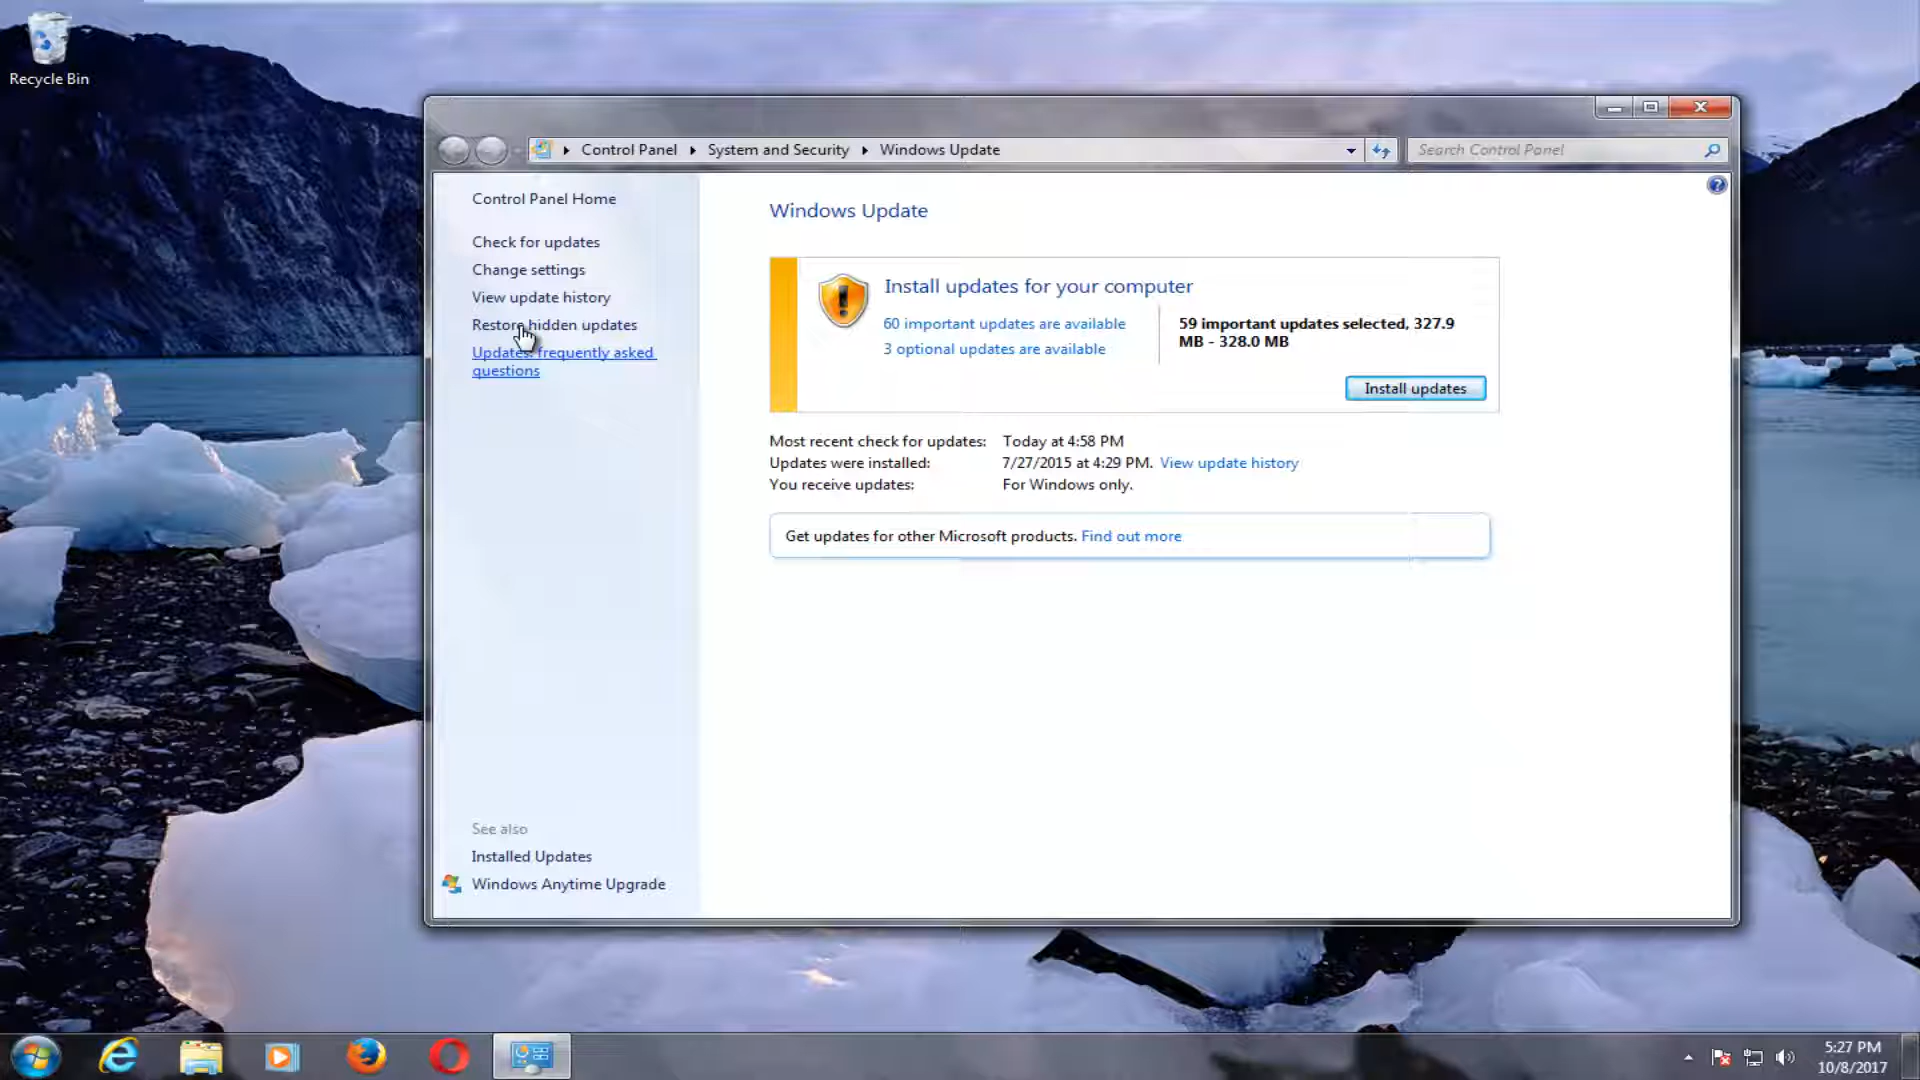 Recycle Bin
Control Panel
System and Security
Windows Update
Search Control Panel
Control Panel Home
Check for updates
Change settings
View update history
Restore hidden updates
Updates: frequently asked
questions
See also
Installed Updates
Windows Anytime Upgrade
Windows Update
Install updates for your computer
60 important updates are available
3 optional updates are available
59 important updates selected, 327.9
MB - 328.0 MB
Install updates
Most recent check for updates: Today at 4:58 PM
Updates were installed: 7/27/2015 at 4:29 PM. View update history
You receive updates: For Windows only.
Get updates for other Microsoft products. Find out more
5:27 PM
10/8/2017